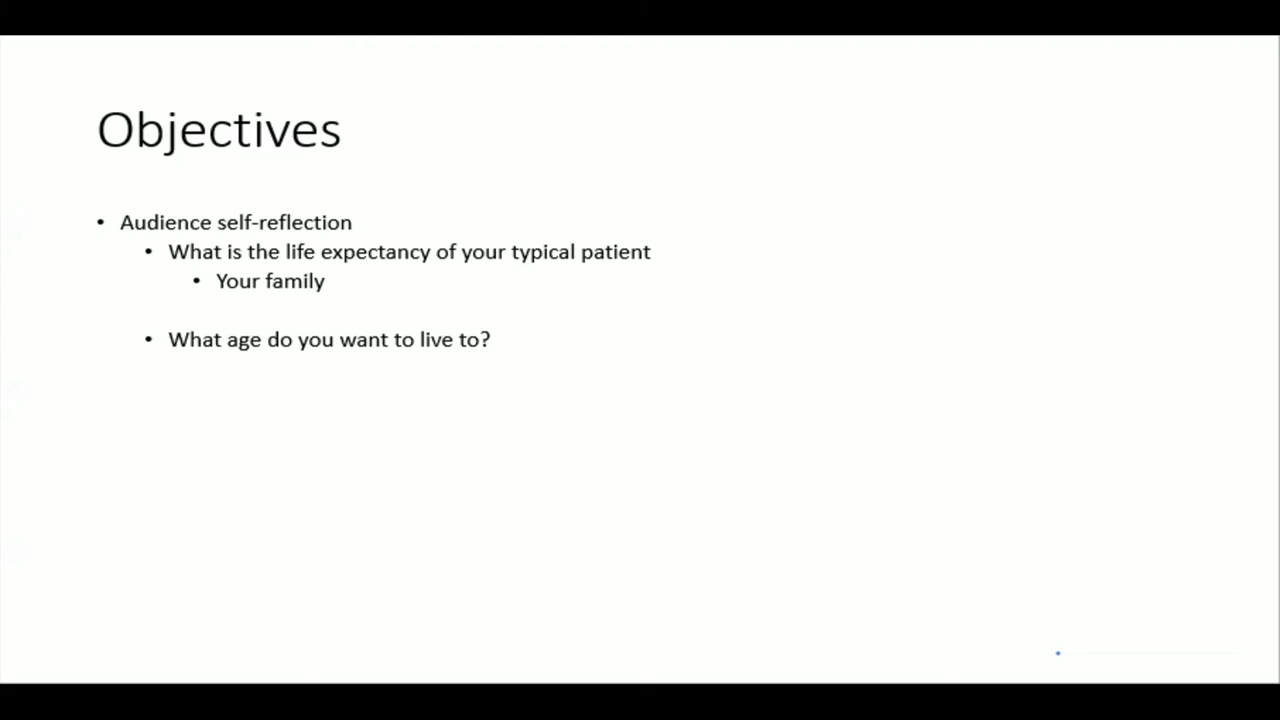 Objectives
• Audience self-reflection
• What is the life expectancy of your typical patient
• Your family
• What age do you want to live to?